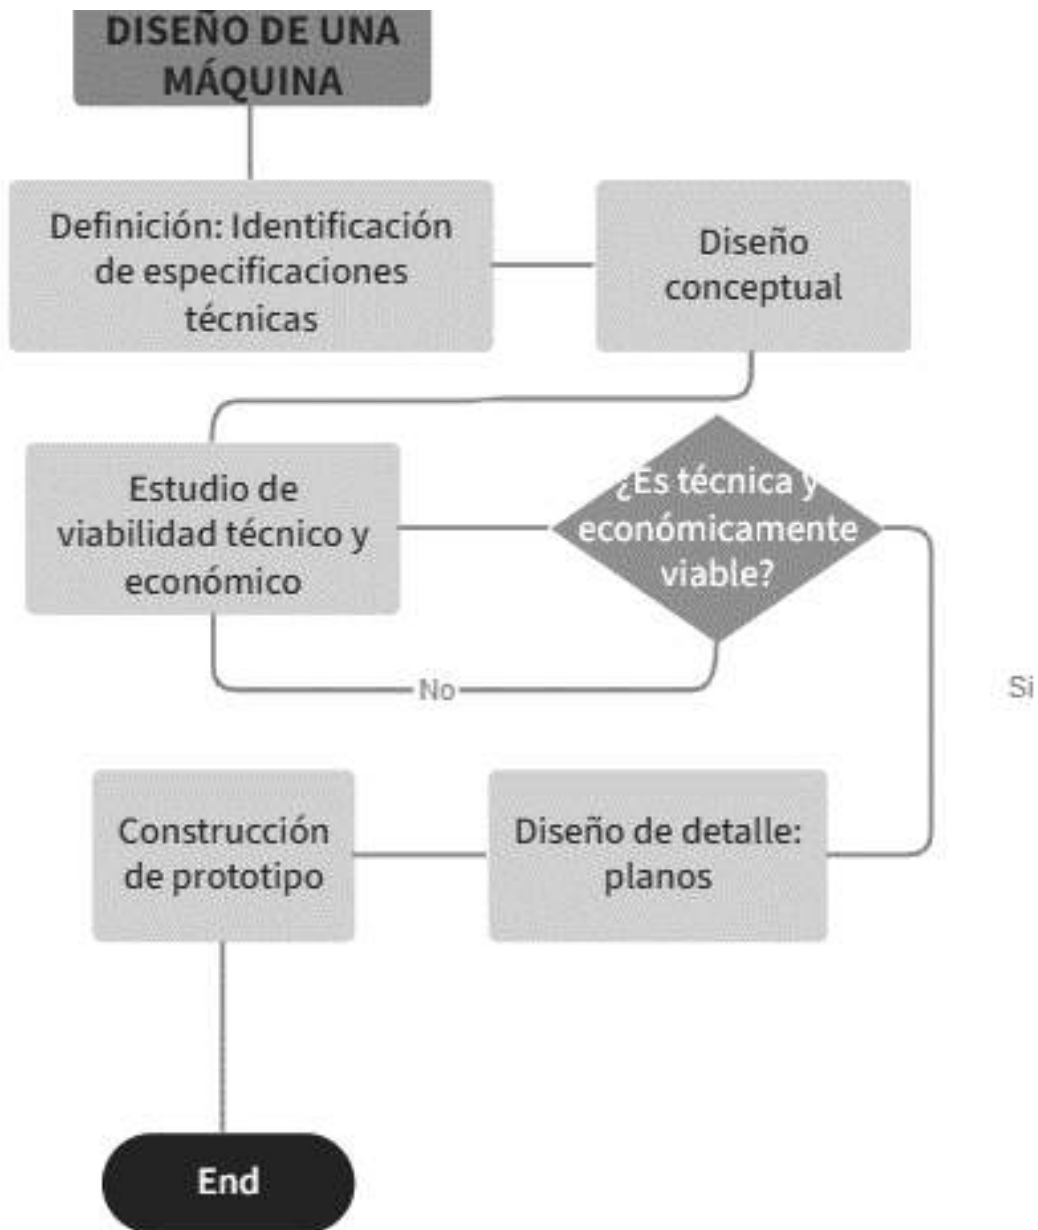 DISEÑO DE UNA
MÁQUINA
Definición: Identificación
de especificaciones
técnicas
Diseño
conceptual
Estudio de
viabilidad técnico y
económico
¿Es técnica y
económicamente
viable?
No
Si
Construcción
de prototipo
Diseño de detalle:
planos
End